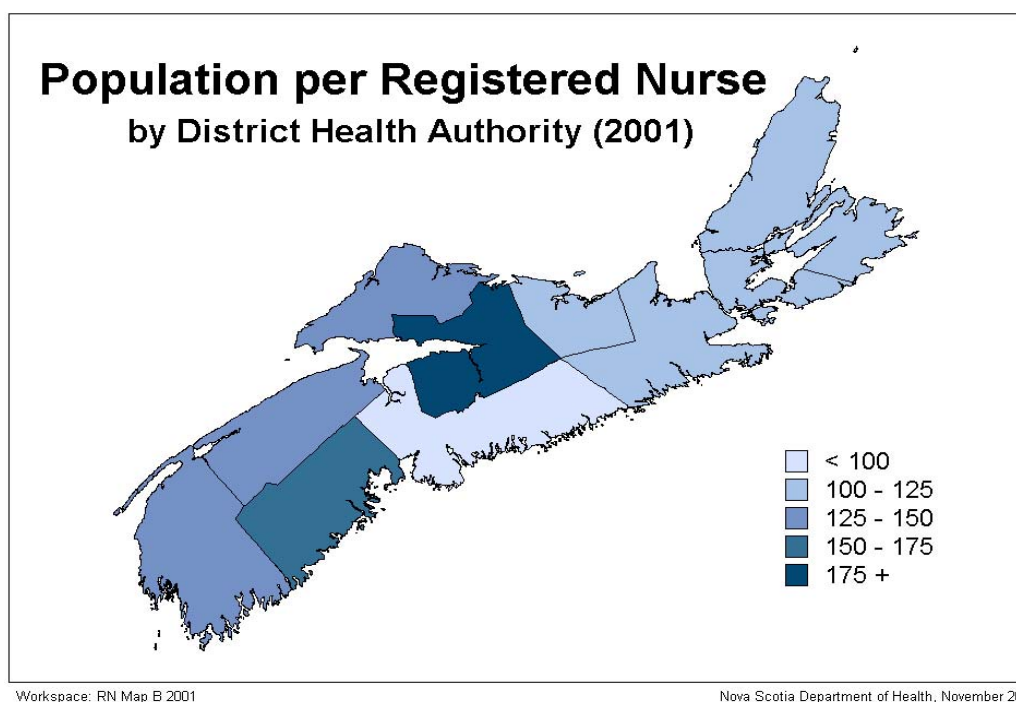 Population per Registered Nurse
by District Health Authority (2001)
< 100
100 - 125
125 - 150
150 - 175
175 +
Workspace: RN Map B 2001
Nova Scotia Department of Health, November